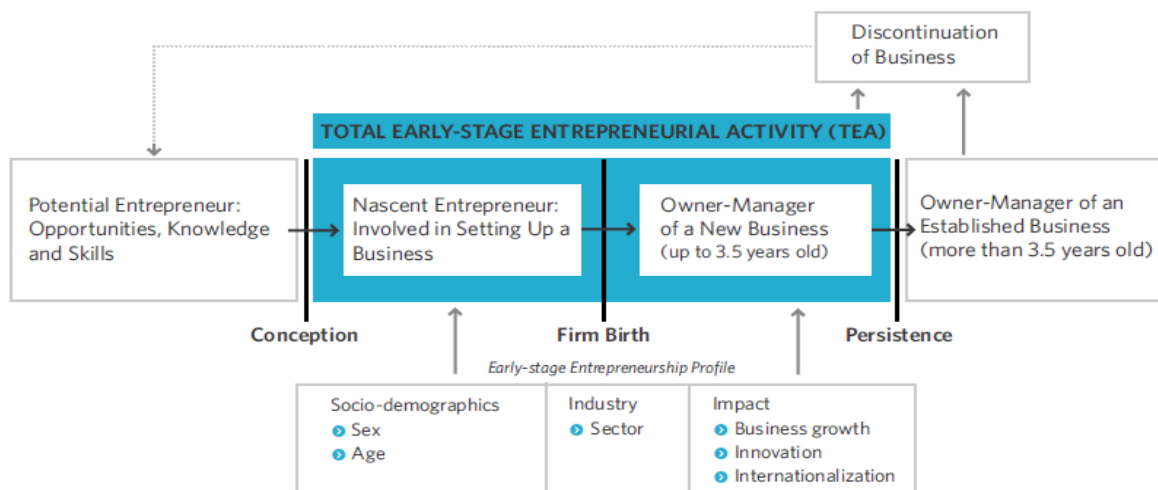 Discontinuation
of Business
TOTAL EARLY-STAGE ENTREPRENEURIAL ACTIVITY (TEA)
Potential Entrepreneur:
Opportunities, Knowledge
and Skills
Nascent Entrepreneur:
Involved in Setting Up a
Business
Owner-Manager
of a New Business
(up to 3.5 years old)
Owner-Manager of an
Established Business
(more than 3.5 years old)
Conception
Firm Birth
Persistence
Early-stage Entrepreneurship Profile
Socio-demographics
Sex
Age
Industry
Sector
Impact
Business growth
Innovation
Internationalization